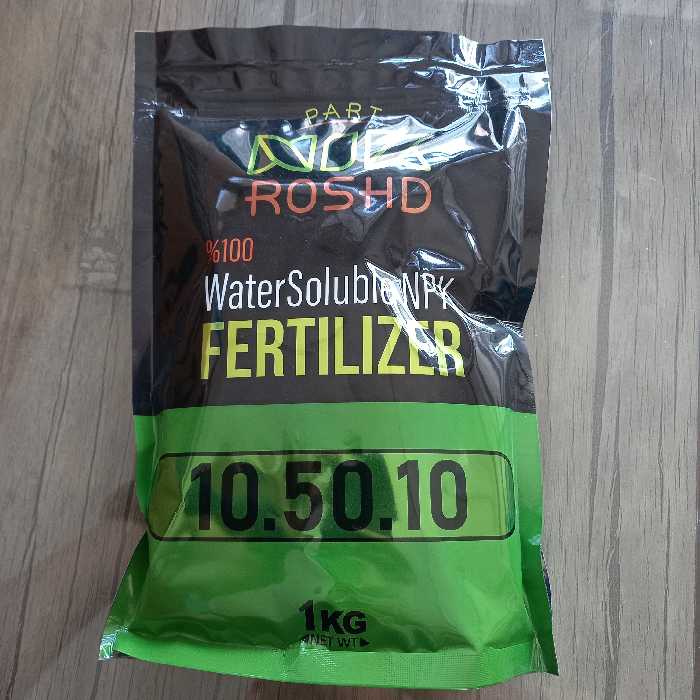 PART
ROSHD
%100
WaterSoluble NPK
FERTILIZER
10.50.10
1KG
NET WT